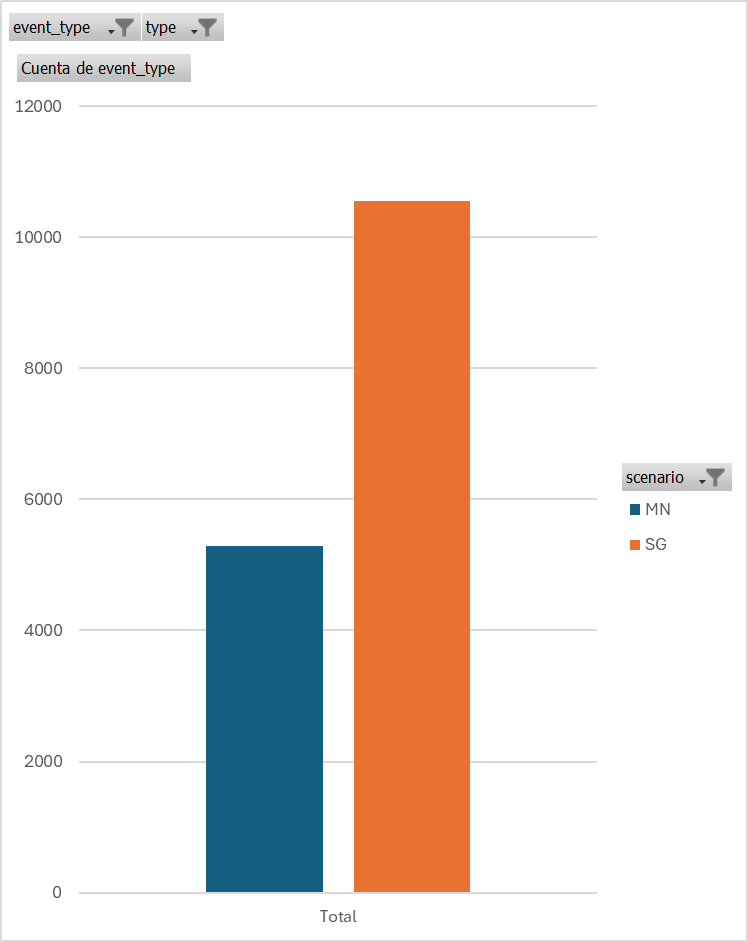 event_type type
Cuenta de event_type
12000
10000
8000
6000
4000
2000
0
Total
scenario
MN
SG